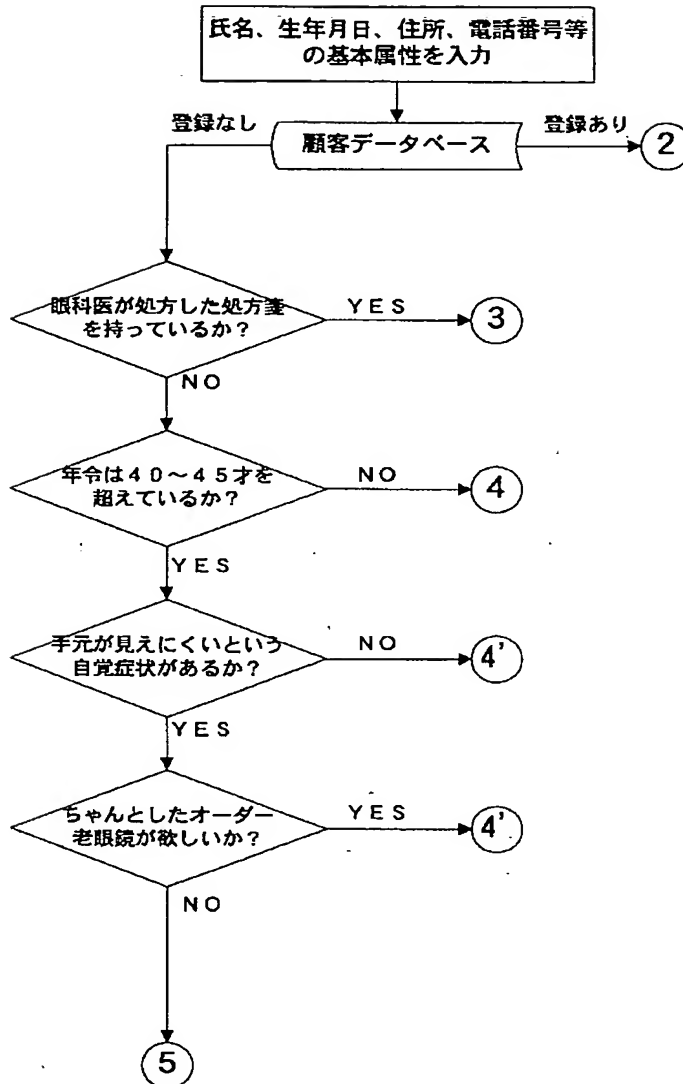 氏名、生年月日、住所、電話番号等
の基本属性を入力
登録なし
顧客データベース
登録あり
2
眼科医が処方した処方箋
を持っているか?
YES
3
NO
年令は40~45才を
超えているか?
NO
4
YES
手元が見えにくいという
自覚症状があるか?
NO
4'
YES
ちゃんとしたオーダー
老眼鏡が欲しいか?
YES
4'
NO
5